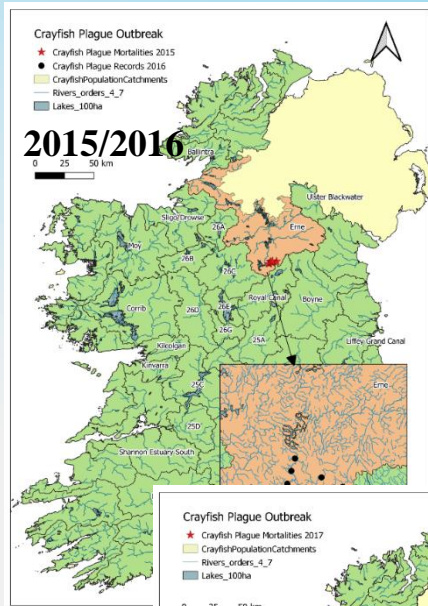 Crayfish Plague Outbreak
Crayfish Plague Mortalities 2015
Crayfish Plague Records 2016
CrayfishPopulationCatchments
Rivers_orders_4_7
Lakes_100ha
2015/2016
0 25 50 km
Ballintra
Ulster Blackwater
Sligo/Drowse
26A
Erne
Moy
26B
26C
Royal Canal
Boyne
Corrib
26D
26E
26G
25A
Liffey Grand Canal
Kilcolgan
Kinvarra
25C
Erne
25D
Shannon Estuary South
Crayfish Plague Outbreak
Crayfish Plague Mortalities 2017
CrayfishPopulationCatchments
Rivers_orders_4_7
Lakes_100ha